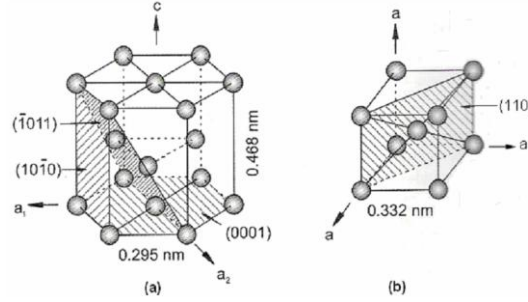 c
a
(1̄011)
(110
(101̄0)
0.468 nm
a
a₁
(0001)
0.332 nm
0.295 nm
a₂
a
(a)
(b)